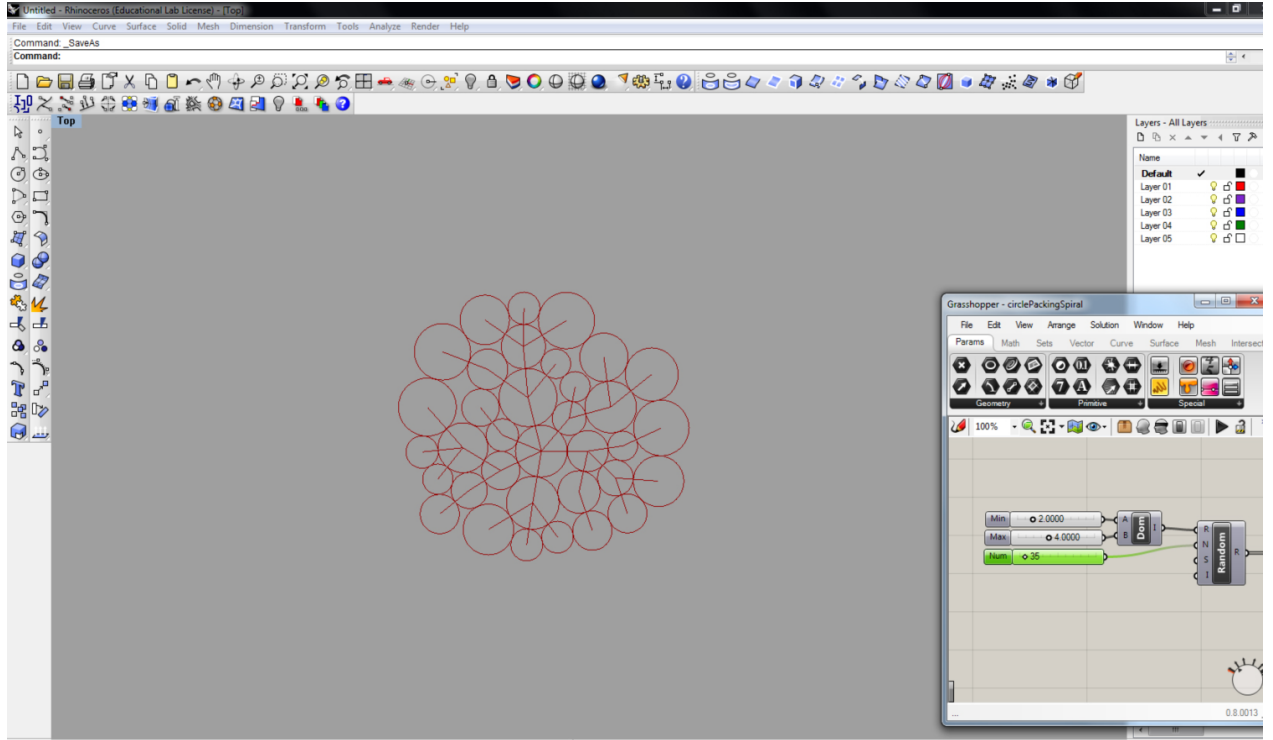 Untitled - Rhinoceros (Educational Lab License) - [Top]
File Edit View Curve Surface Solid Mesh Dimension Transform Tools Analyze Render Help
Command: _SaveAs
Command:
Top
Layers - All Layers
Name
Default
Layer 01
Layer 02
Layer 03
Layer 04
Layer 05
Grasshopper - circlePackingSpiral
File Edit View Arrange Solution Window Help
Params Math Sets Vector Curve Surface Mesh Intersect
Geometry Primitive Special
100%
Min 2.0000
Max 4.0000
Num 35
A B Dom I
R N S I Random R
...
0.8.0013